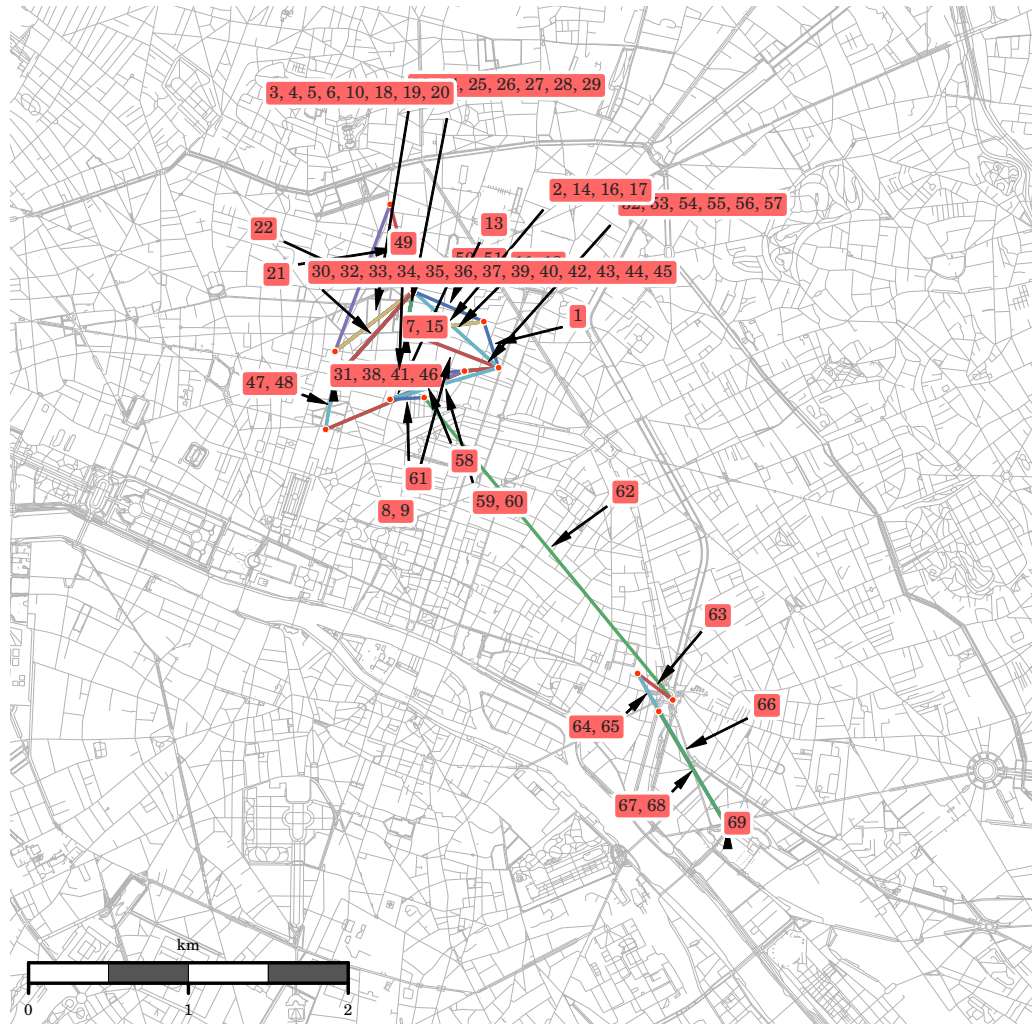 3, 4, 5, 6, 10, 18, 19, 20
25, 26, 27, 28, 29
2, 14, 16, 17
53, 54, 55, 56, 57
22
13
49
21
30, 32, 33, 34, 35, 36, 37, 39, 40, 42, 43, 44, 45
7, 15
1
31, 38, 41, 46
47, 48
58
61
59, 60
62
8, 9
63
66
64, 65
67, 68
69
km
0 1 2